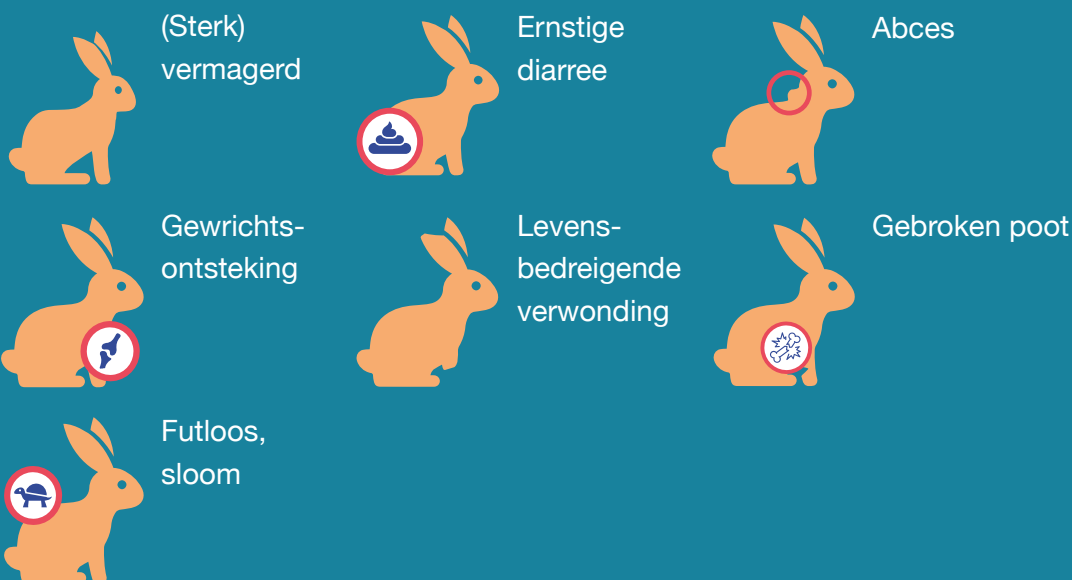 (Sterk)
vermagerd
Ernstige
diarree
Abces
Gewrichts-
ontsteking
Levens-
bedreigende
verwonding
Gebroken poot
Futloos,
sloom